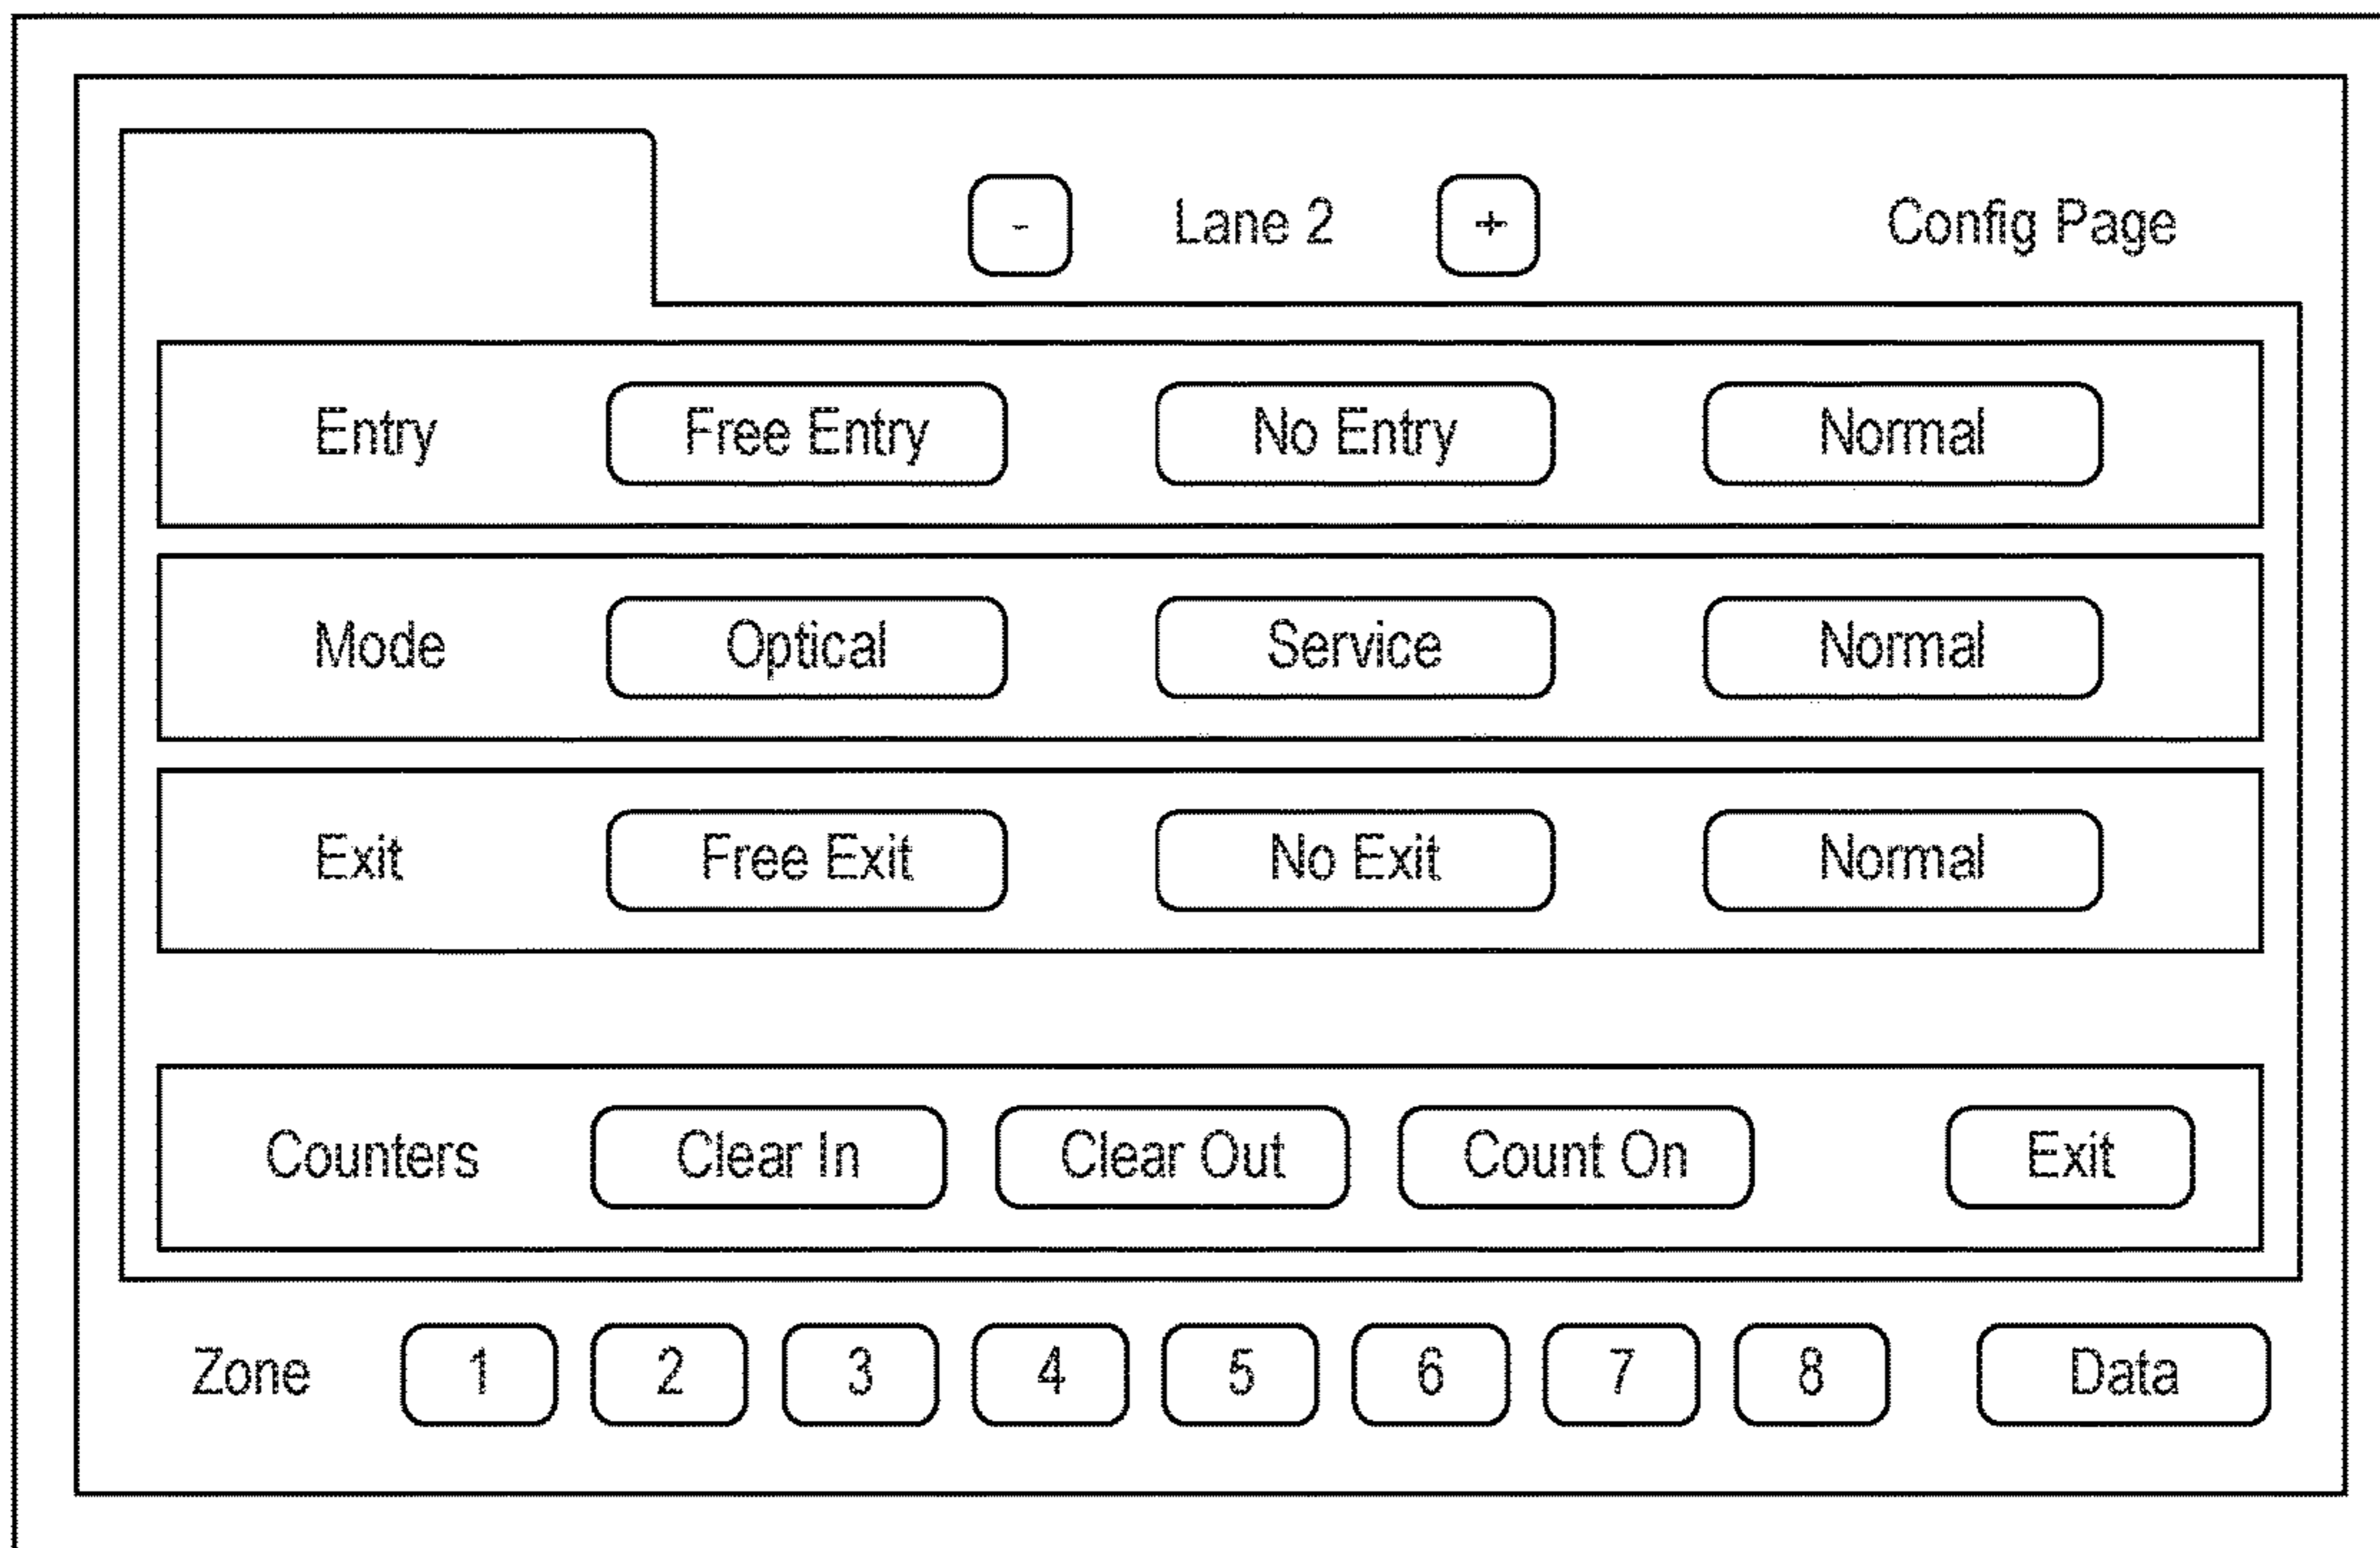 - Lane 2 + Config Page
Entry Free Entry No Entry Normal
Mode Optical Service Normal
Exit Free Exit No Exit Normal
Counters Clear In Clear Out Count On Exit
Zone 1 2 3 4 5 6 7 8 Data